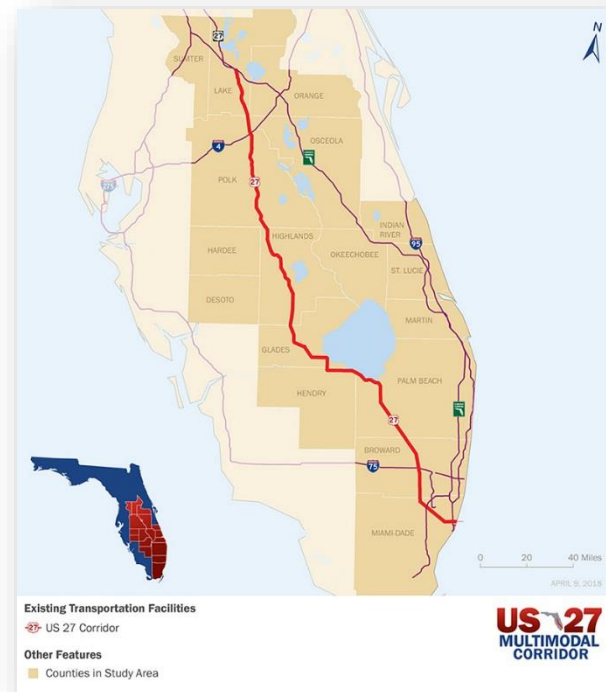 27
N
SUMTER
LAKE
ORANGE
OSCEOLA
4
275
POLK
27
INDIAN
RIVER
95
HARDEE
HIGHLANDS
OKEECHOBEE
ST. LUCIE
DESOTO
MARTIN
GLADES
HENDRY
PALM BEACH
27
BROWARD
75
MIAMI-DADE
0 20 40 Miles
APRIL 9, 2018
Existing Transportation Facilities
27 US 27 Corridor
Other Features
Counties in Study Area
US 27
MULTIMODAL
CORRIDOR